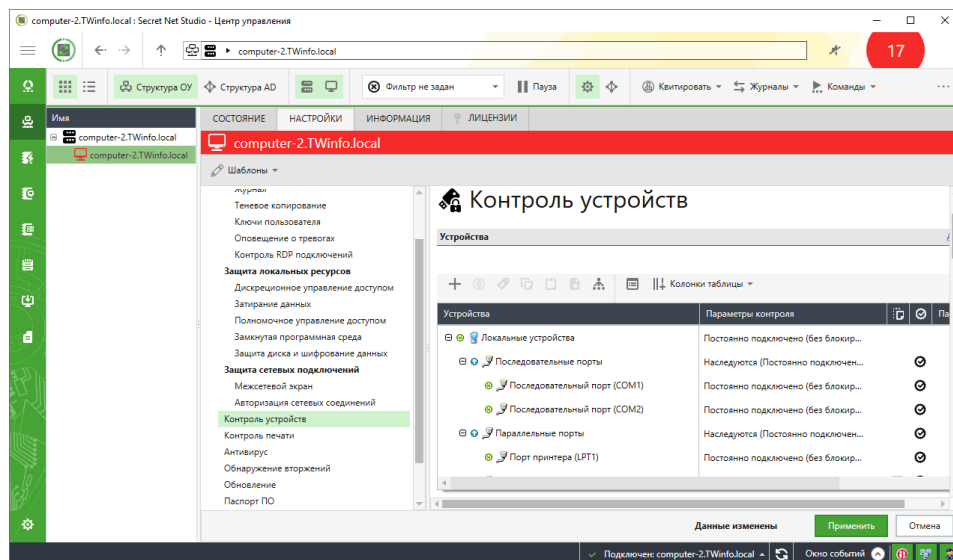 computer-2.TWinfo.local : Secret Net Studio - Центр управления
computer-2.TWinfo.local
17
Структура ОУ
Структура AD
Фильтр не задан
Пауза
Квитировать
Журналы
Команды
Имя
computer-2.TWinfo.local
computer-2.TWinfo.local
СОСТОЯНИЕ НАСТРОЙКИ ИНФОРМАЦИЯ ЛИЦЕНЗИИ
computer-2.TWinfo.local
Шаблоны
Журнал
Теневое копирование
Ключи пользователя
Оповещение о тревогах
Контроль RDP подключений
Защита локальных ресурсов
Дискреционное управление доступом
Затирание данных
Полномочное управление доступом
Замкнутая программная среда
Защита диска и шифрование данных
Защита сетевых подключений
Межсетевой экран
Авторизация сетевых соединений
Контроль устройств
Контроль печати
Антивирус
Обнаружение вторжений
Обновление
Паспорт ПО
Контроль устройств
Устройства
Колонки таблицы
Устройства Параметры контроля Па
Локальные устройства Постоянно подключено (без блокир...
Последовательные порты Наследуются (Постоянно подключен...
Последовательный порт (COM1) Постоянно подключено (без блокир...
Последовательный порт (COM2) Постоянно подключено (без блокир...
Параллельные порты Наследуются (Постоянно подключен...
Порт принтера (LPT1) Постоянно подключено (без блокир...
Данные изменены Применить Отмена
Подключен: computer-2.TWinfo.local Окно событий